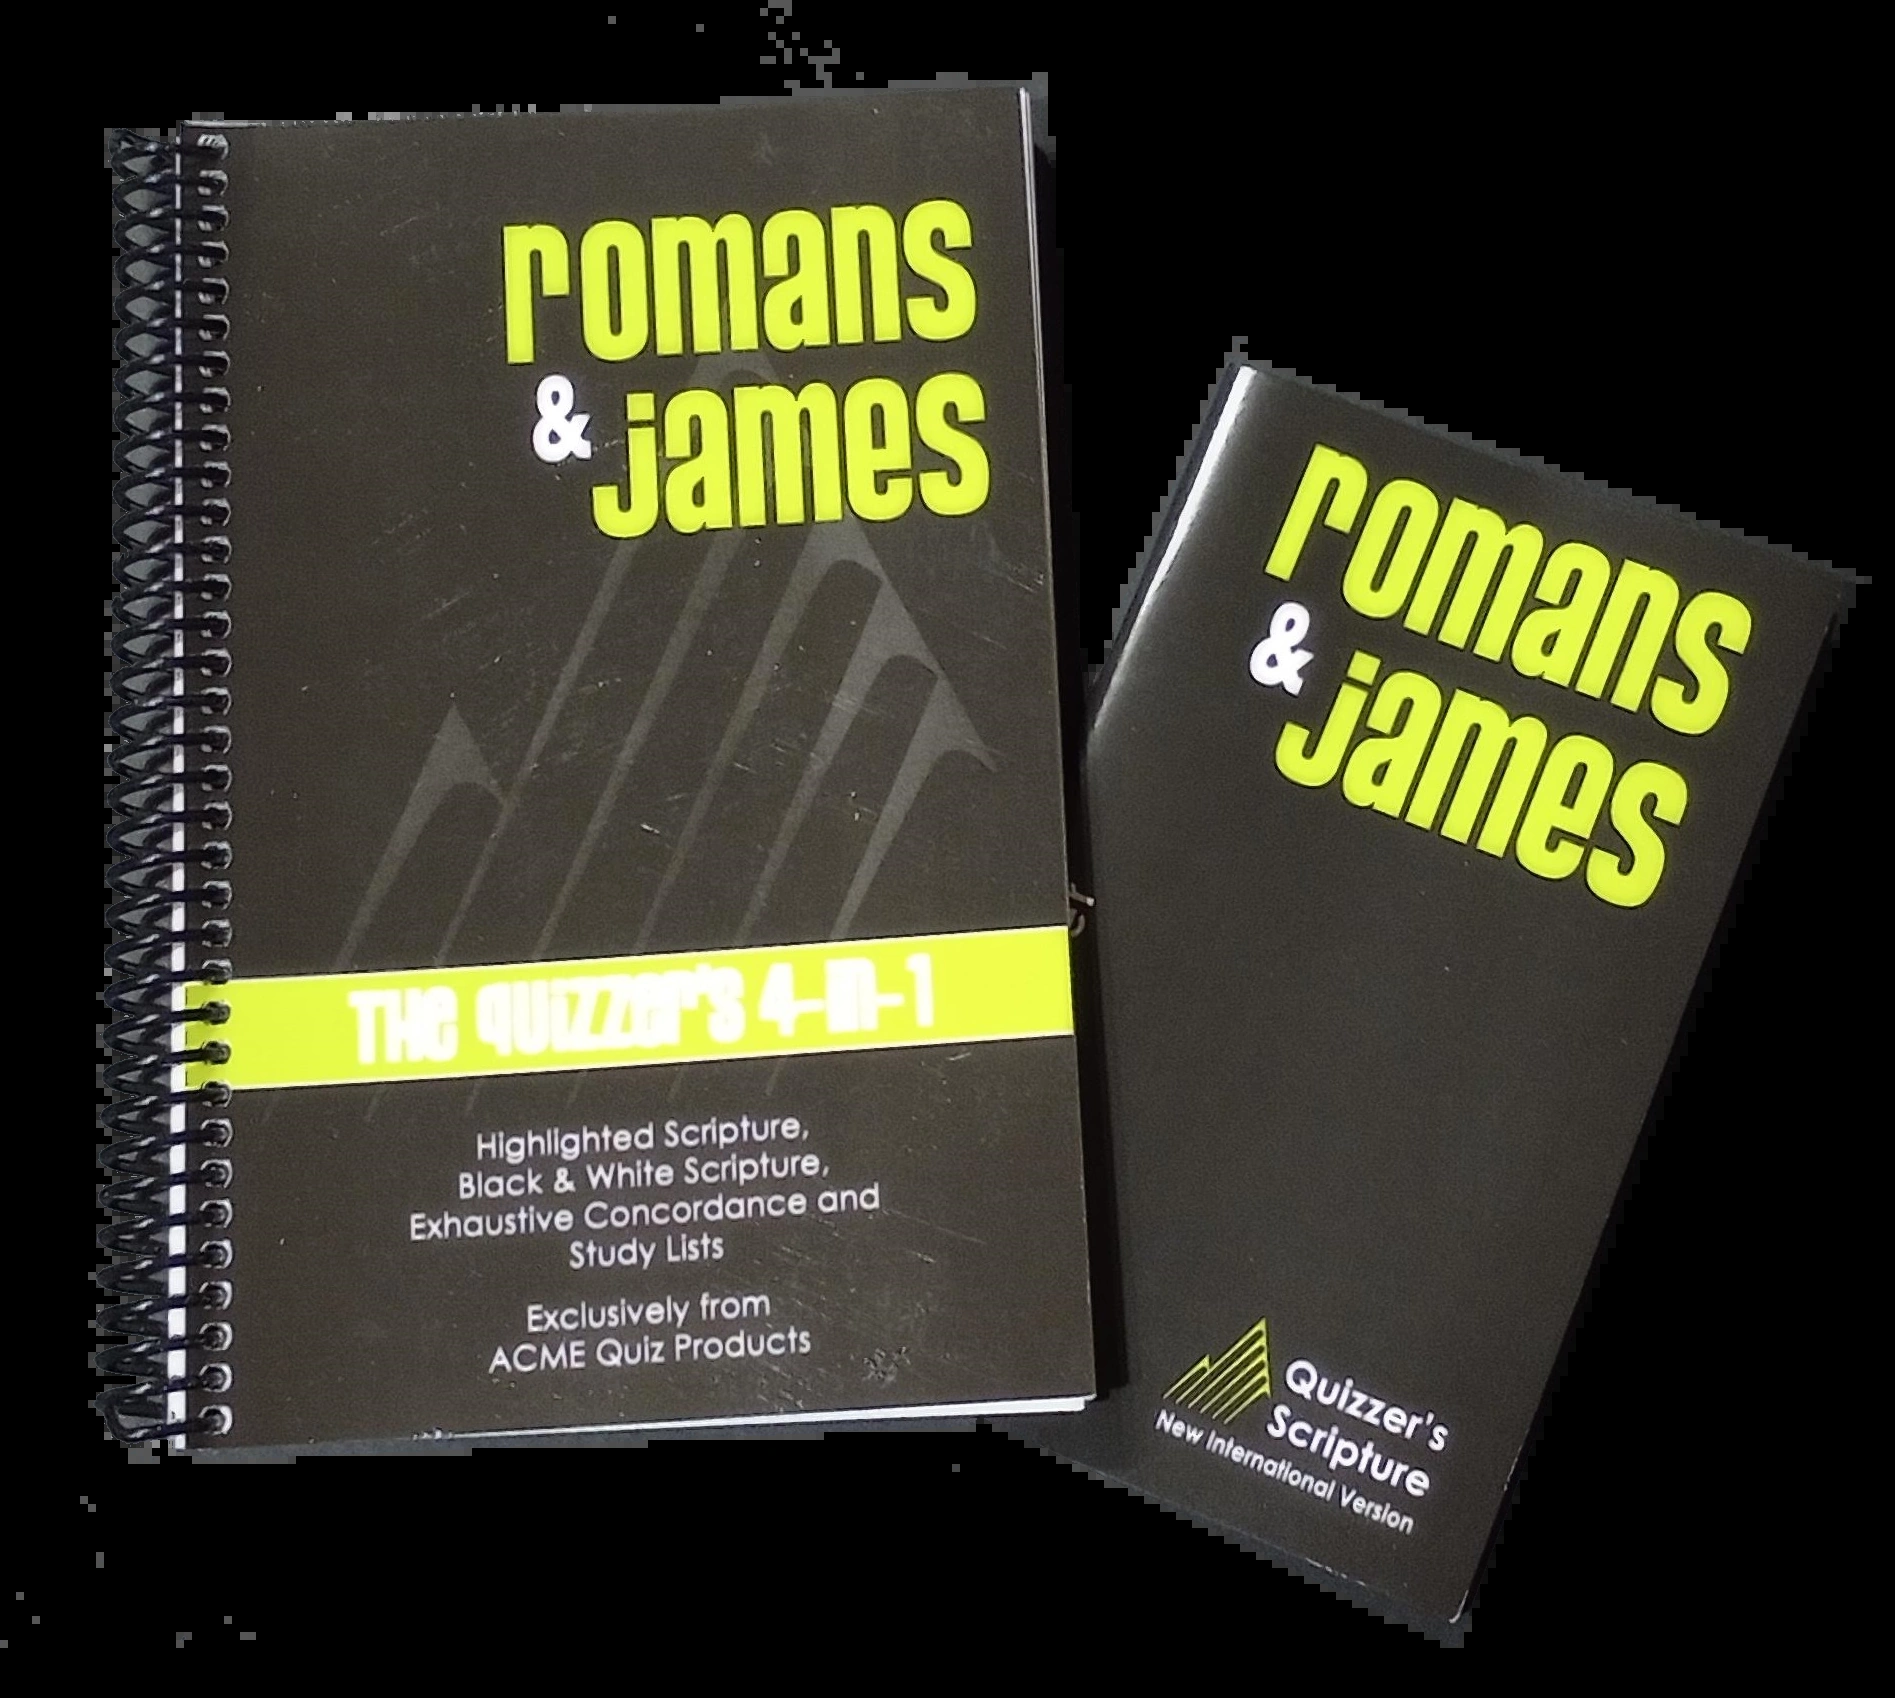 romans
& james
THE QUIZZER'S 4-IN-1
Highlighted Scripture,
Black & White Scripture,
Exhaustive Concordance and
Study Lists
Exclusively from
ACME Quiz Products
romans
& james
Quizzer's
Scripture
New International Version